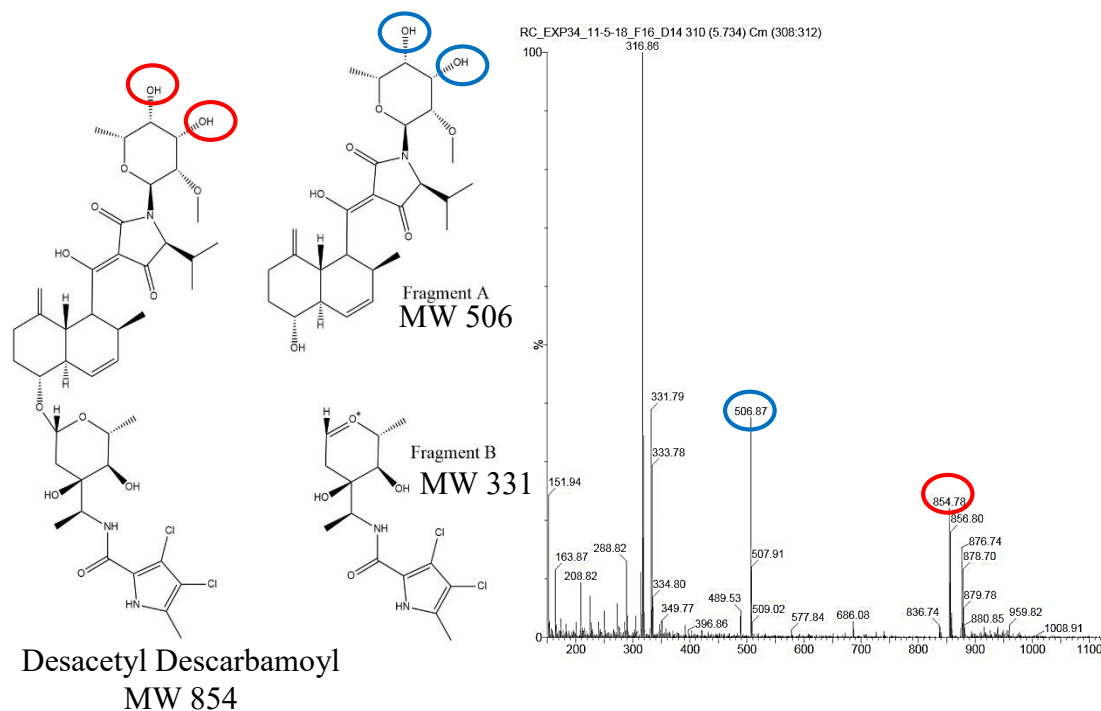 RC_EXP34_11-5-18_F16_D14 310 (5.734) Cm (308:312)
100
316.86
%
0
151.94
163.87
208.82
288.82
331.79
333.78
334.80
349.77
396.86
489.53
506.87
507.91
509.02
577.84
686.08
836.74
854.78
856.80
876.74
878.70
879.78
880.85
959.82
1008.91
200 300 400 500 600 700 800 900 1000 1100
OH
OH
O
O
N
O
HO
O
H
H
O
H
O
HO
OH
NH
O
Cl
Cl
HN
Desacetyl Descarbamoyl
MW 854
OH
OH
O
O
N
O
HO
O
H
H
OH
Fragment A
MW 506
H
O+
HO
OH
NH
O
Cl
Cl
HN
Fragment B
MW 331